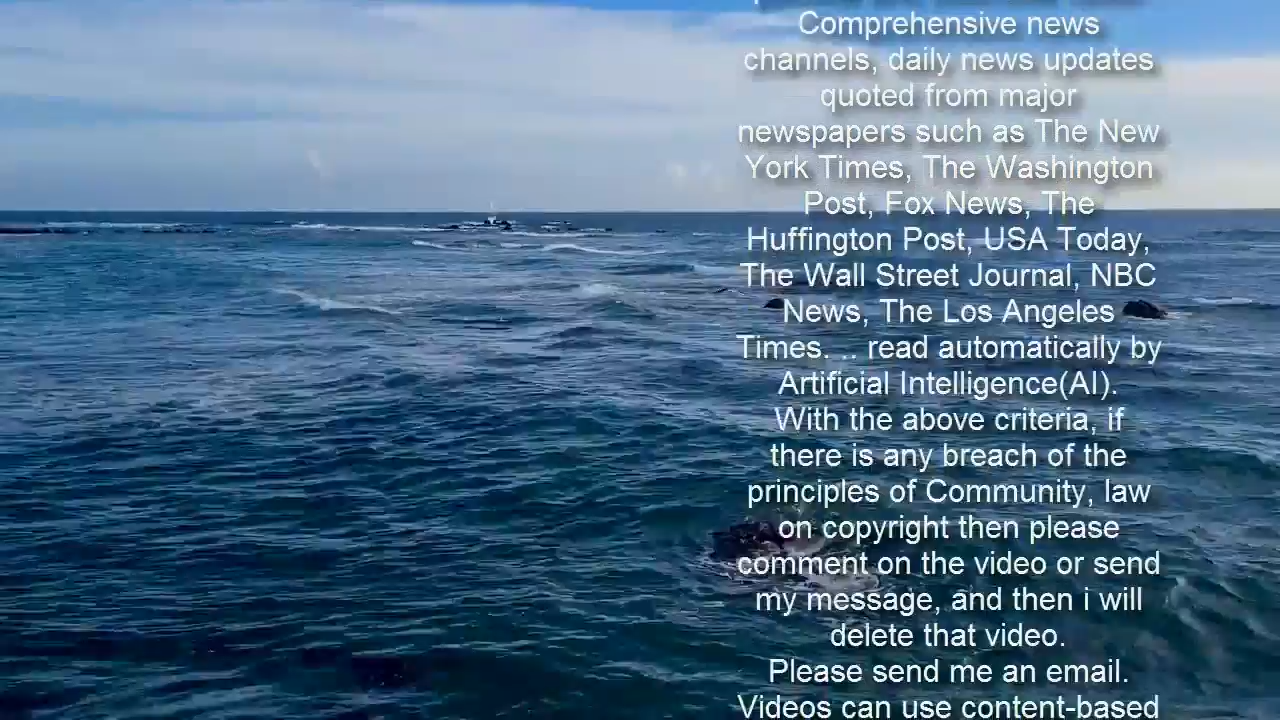 Comprehensive news
channels, daily news updates
quoted from major
newspapers such as The New
York Times, The Washington
Post, Fox News, The
Huffington Post, USA Today,
The Wall Street Journal, NBC
News, The Los Angeles
Times. .. read automatically by
Artificial Intelligence(AI).
With the above criteria, if
there is any breach of the
principles of Community, law
on copyright then please
comment on the video or send
my message, and then i will
delete that video.
Please send me an email.
Videos can use content-based